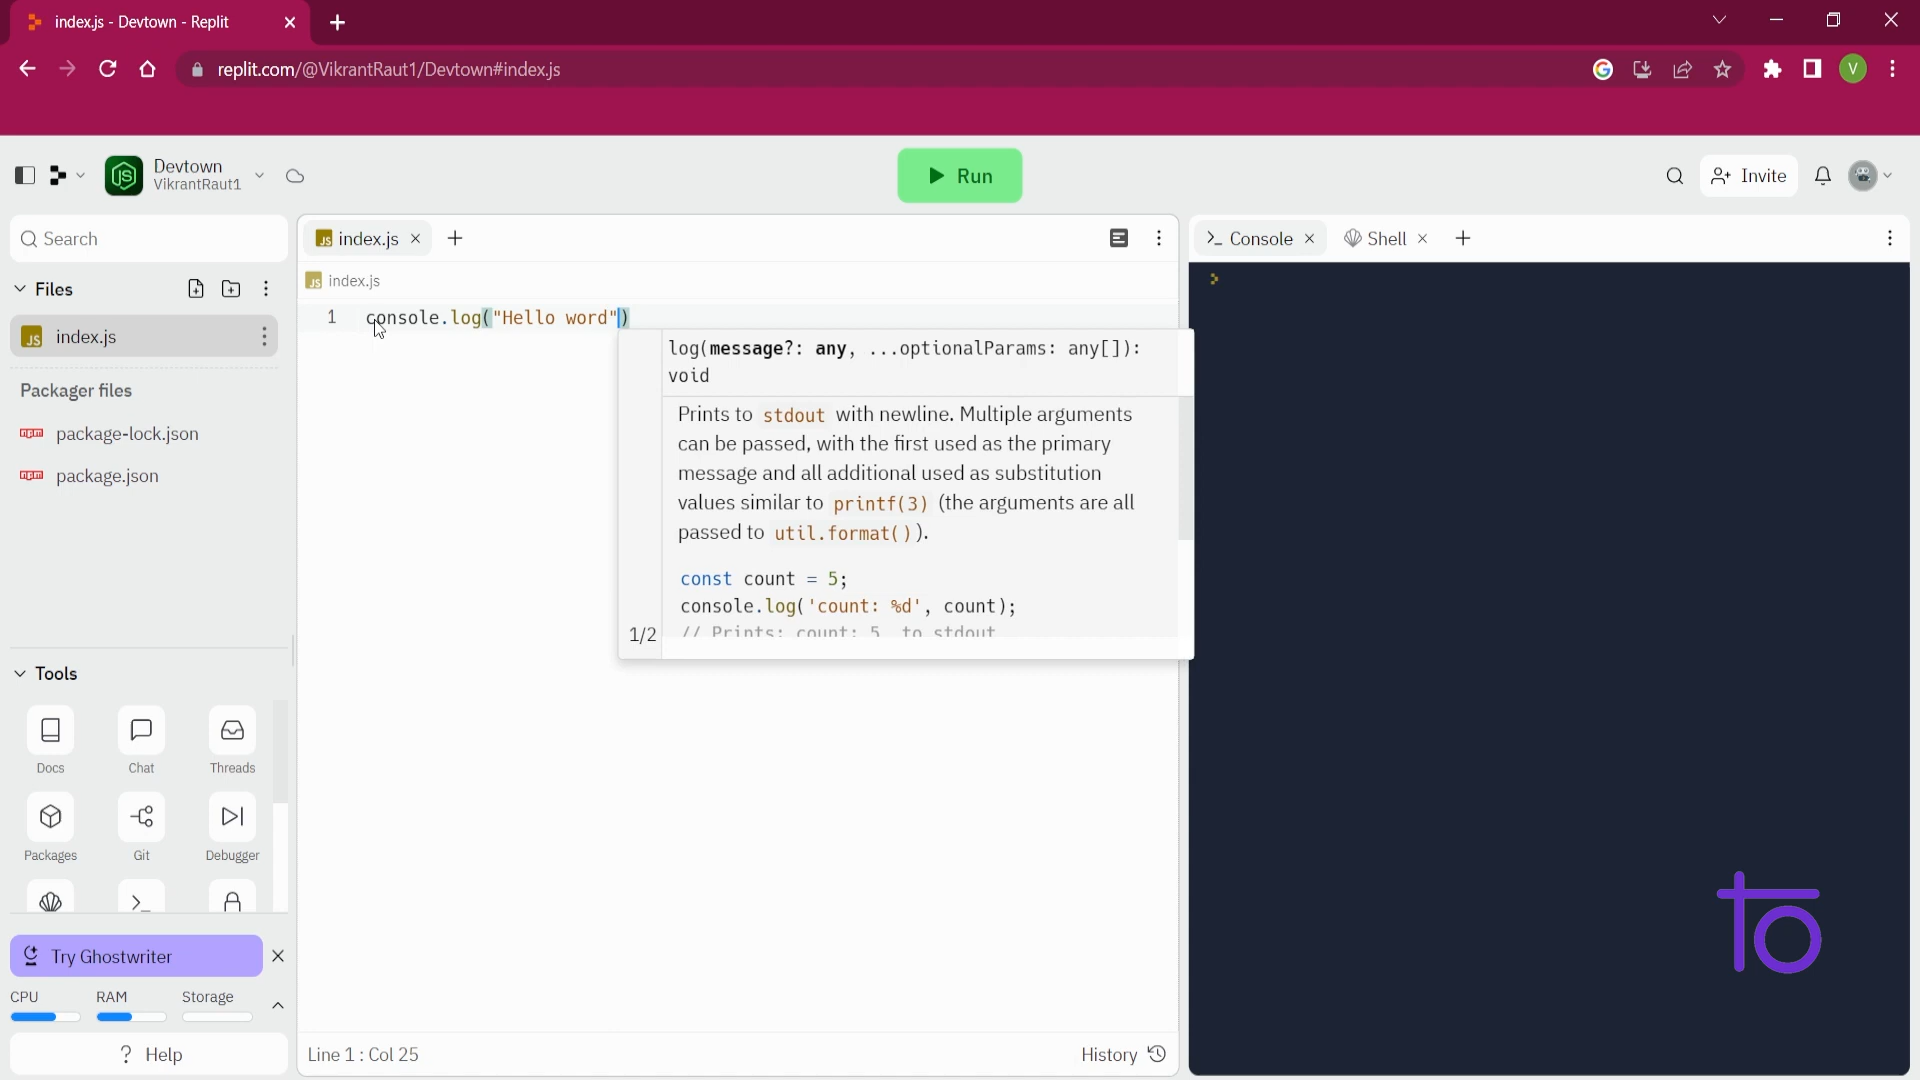 index.js - Devtown - Replit
replit.com/@VikrantRaut1/Devtown#index.js
V
Devtown
VikrantRaut1
Run
Invite
Search
Files
index.js
Packager files
package-lock.json
package.json
Tools
Docs
Chat
Threads
Packages
Git
Debugger
Try Ghostwriter
CPU
RAM
Storage
? Help
index.js
index.js
1 console.log("Hello word")
log(message?: any, ...optionalParams: any[]):
void
Prints to stdout with newline. Multiple arguments
can be passed, with the first used as the primary
message and all additional used as substitution
values similar to printf(3) (the arguments are all
passed to util.format()).
const count = 5;
console.log('count: %d', count);
// Prints: count: 5, to stdout
1/2
Line 1 : Col 25
History
Console
Shell